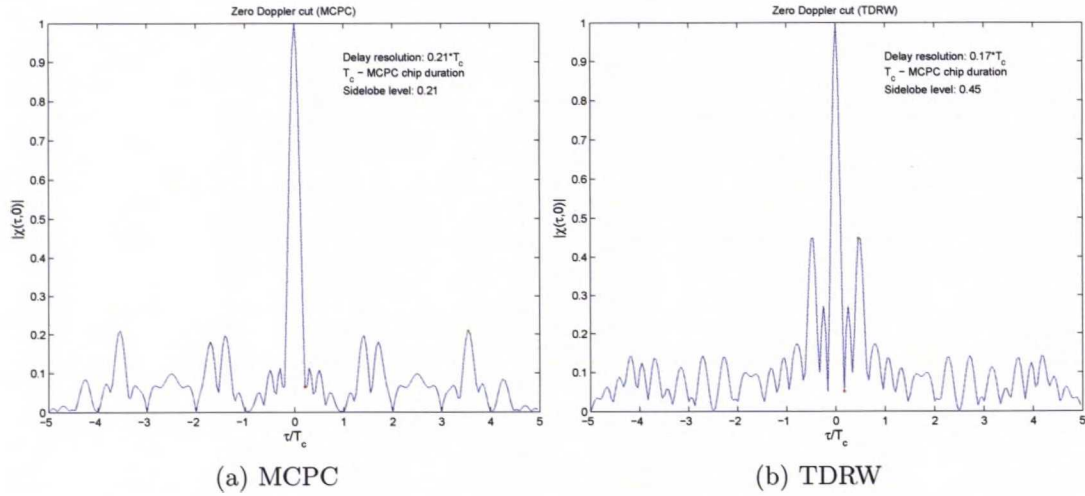 Zero Doppler cut (MCPC)
Delay resolution: 0.21*T_c
T_c − MCPC chip duration
Sidelobe level: 0.21
|χ(τ,0)|
1
0.9
0.8
0.7
0.6
0.5
0.4
0.3
0.2
0.1
0
−5 −4 −3 −2 −1 0 1 2 3 4 5
τ/T_c
(a) MCPC
Zero Doppler cut (TDRW)
Delay resolution: 0.17*T_c
T_c − MCPC chip duration
Sidelobe level: 0.45
|χ(τ,0)|
1
0.9
0.8
0.7
0.6
0.5
0.4
0.3
0.2
0.1
0
−5 −4 −3 −2 −1 0 1 2 3 4 5
τ/T_c
(b) TDRW